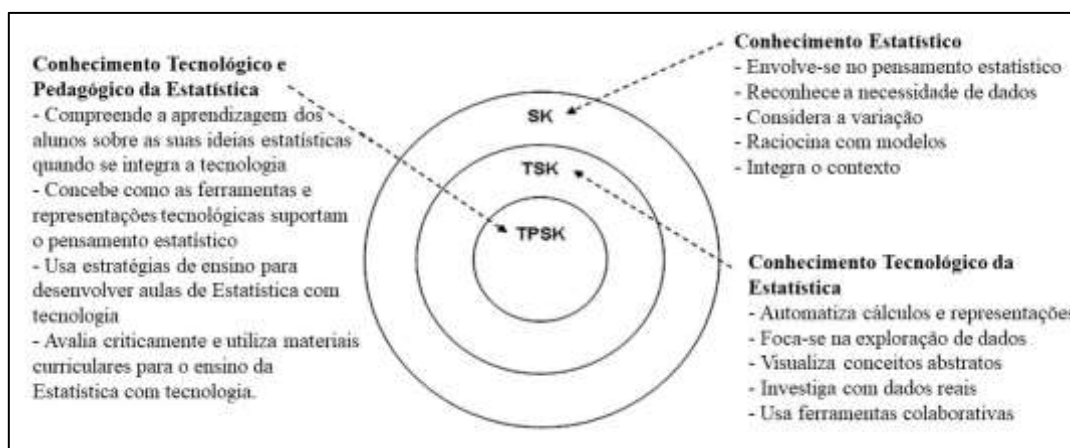 Conhecimento Tecnológico e
Pedagógico da Estatística
- Compreende a aprendizagem dos
alunos sobre as suas ideias estatísticas
quando se integra a tecnologia
- Concebe como as ferramentas e
representações tecnológicas suportam
o pensamento estatístico
- Usa estratégias de ensino para
desenvolver aulas de Estatística com
tecnologia
- Avalia criticamente e utiliza materiais
curriculares para o ensino da
Estatística com tecnologia.
SK
TSK
TPSK
Conhecimento Estatístico
- Envolve-se no pensamento estatístico
- Reconhece a necessidade de dados
- Considera a variação
- Raciocina com modelos
- Integra o contexto
Conhecimento Tecnológico da
Estatística
- Automatiza cálculos e representações
- Foca-se na exploração de dados
- Visualiza conceitos abstratos
- Investiga com dados reais
- Usa ferramentas colaborativas